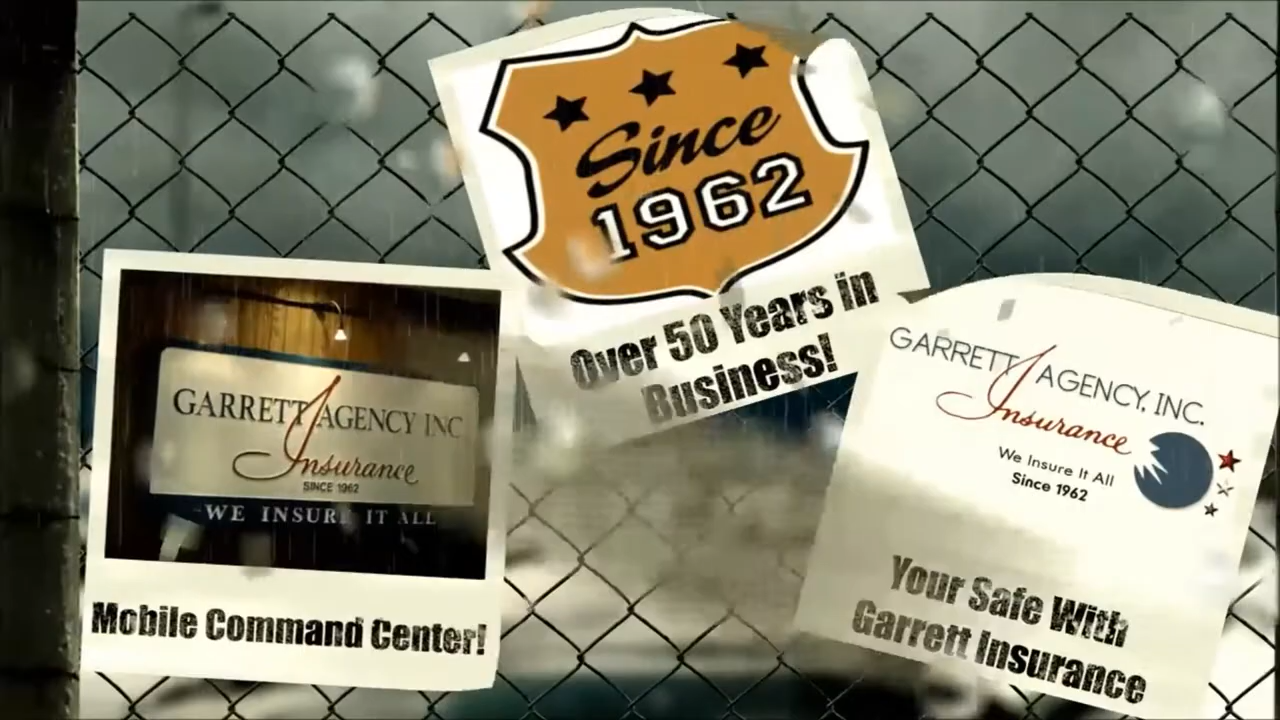 Since
1962
Over 50 Years in
Business!
GARRETT AGENCY INC
Insurance
SINCE 1962
WE INSURE IT ALL
Mobile Command Center!
GARRETT AGENCY, INC.
Insurance
We Insure It All
Since 1962
Your Safe With
Garrett Insurance